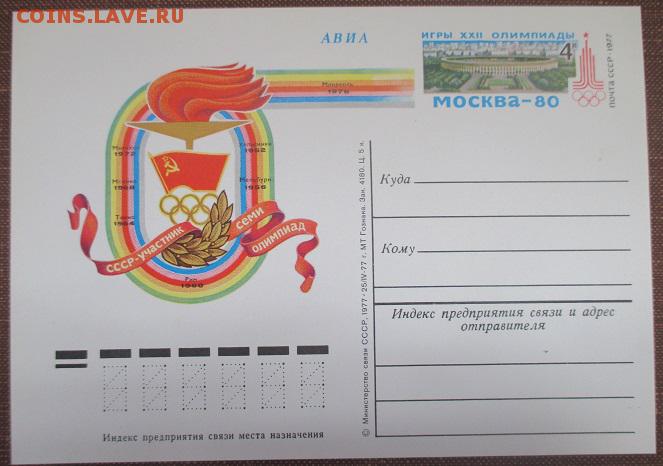 COINS.LAVE.RU
АВИА
ИГРЫ XXII ОЛИМПИАДЫ
4к
МОСКВА-80
ПОЧТА СССР·1977
Монреаль
1976
Мюнхен
1972
Хельсинки
1952
Мехико
1968
Мельбурн
1956
Токио
1964
Рим
1960
СССР-УЧАСТНИК СЕМИ ОЛИМПИАД
Куда
Кому
Индекс предприятия связи и адрес
отправителя
© Министерство связи СССР, 1977 · 25/IV-77 г. МТ Гознака. Зак. 4180. Ц. 5 к.
Индекс предприятия связи места назначения